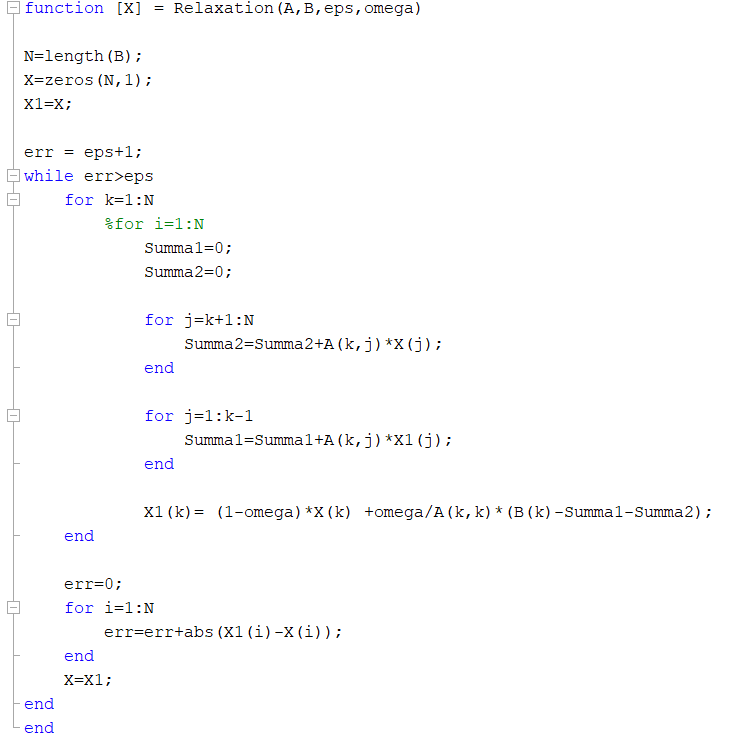 function [X] = Relaxation(A,B,eps,omega)
N=length(B);
X=zeros(N,1);
X1=X;
err = eps+1;
while err>eps
for k=1:N
%for i=1:N
Summa1=0;
Summa2=0;
for j=k+1:N
Summa2=Summa2+A(k,j)*X(j);
end
for j=1:k-1
Summa1=Summa1+A(k,j)*X1(j);
end
X1(k)= (1-omega)*X(k) +omega/A(k,k)*(B(k)-Summa1-Summa2);
end
err=0;
for i=1:N
err=err+abs(X1(i)-X(i));
end
X=X1;
end
end